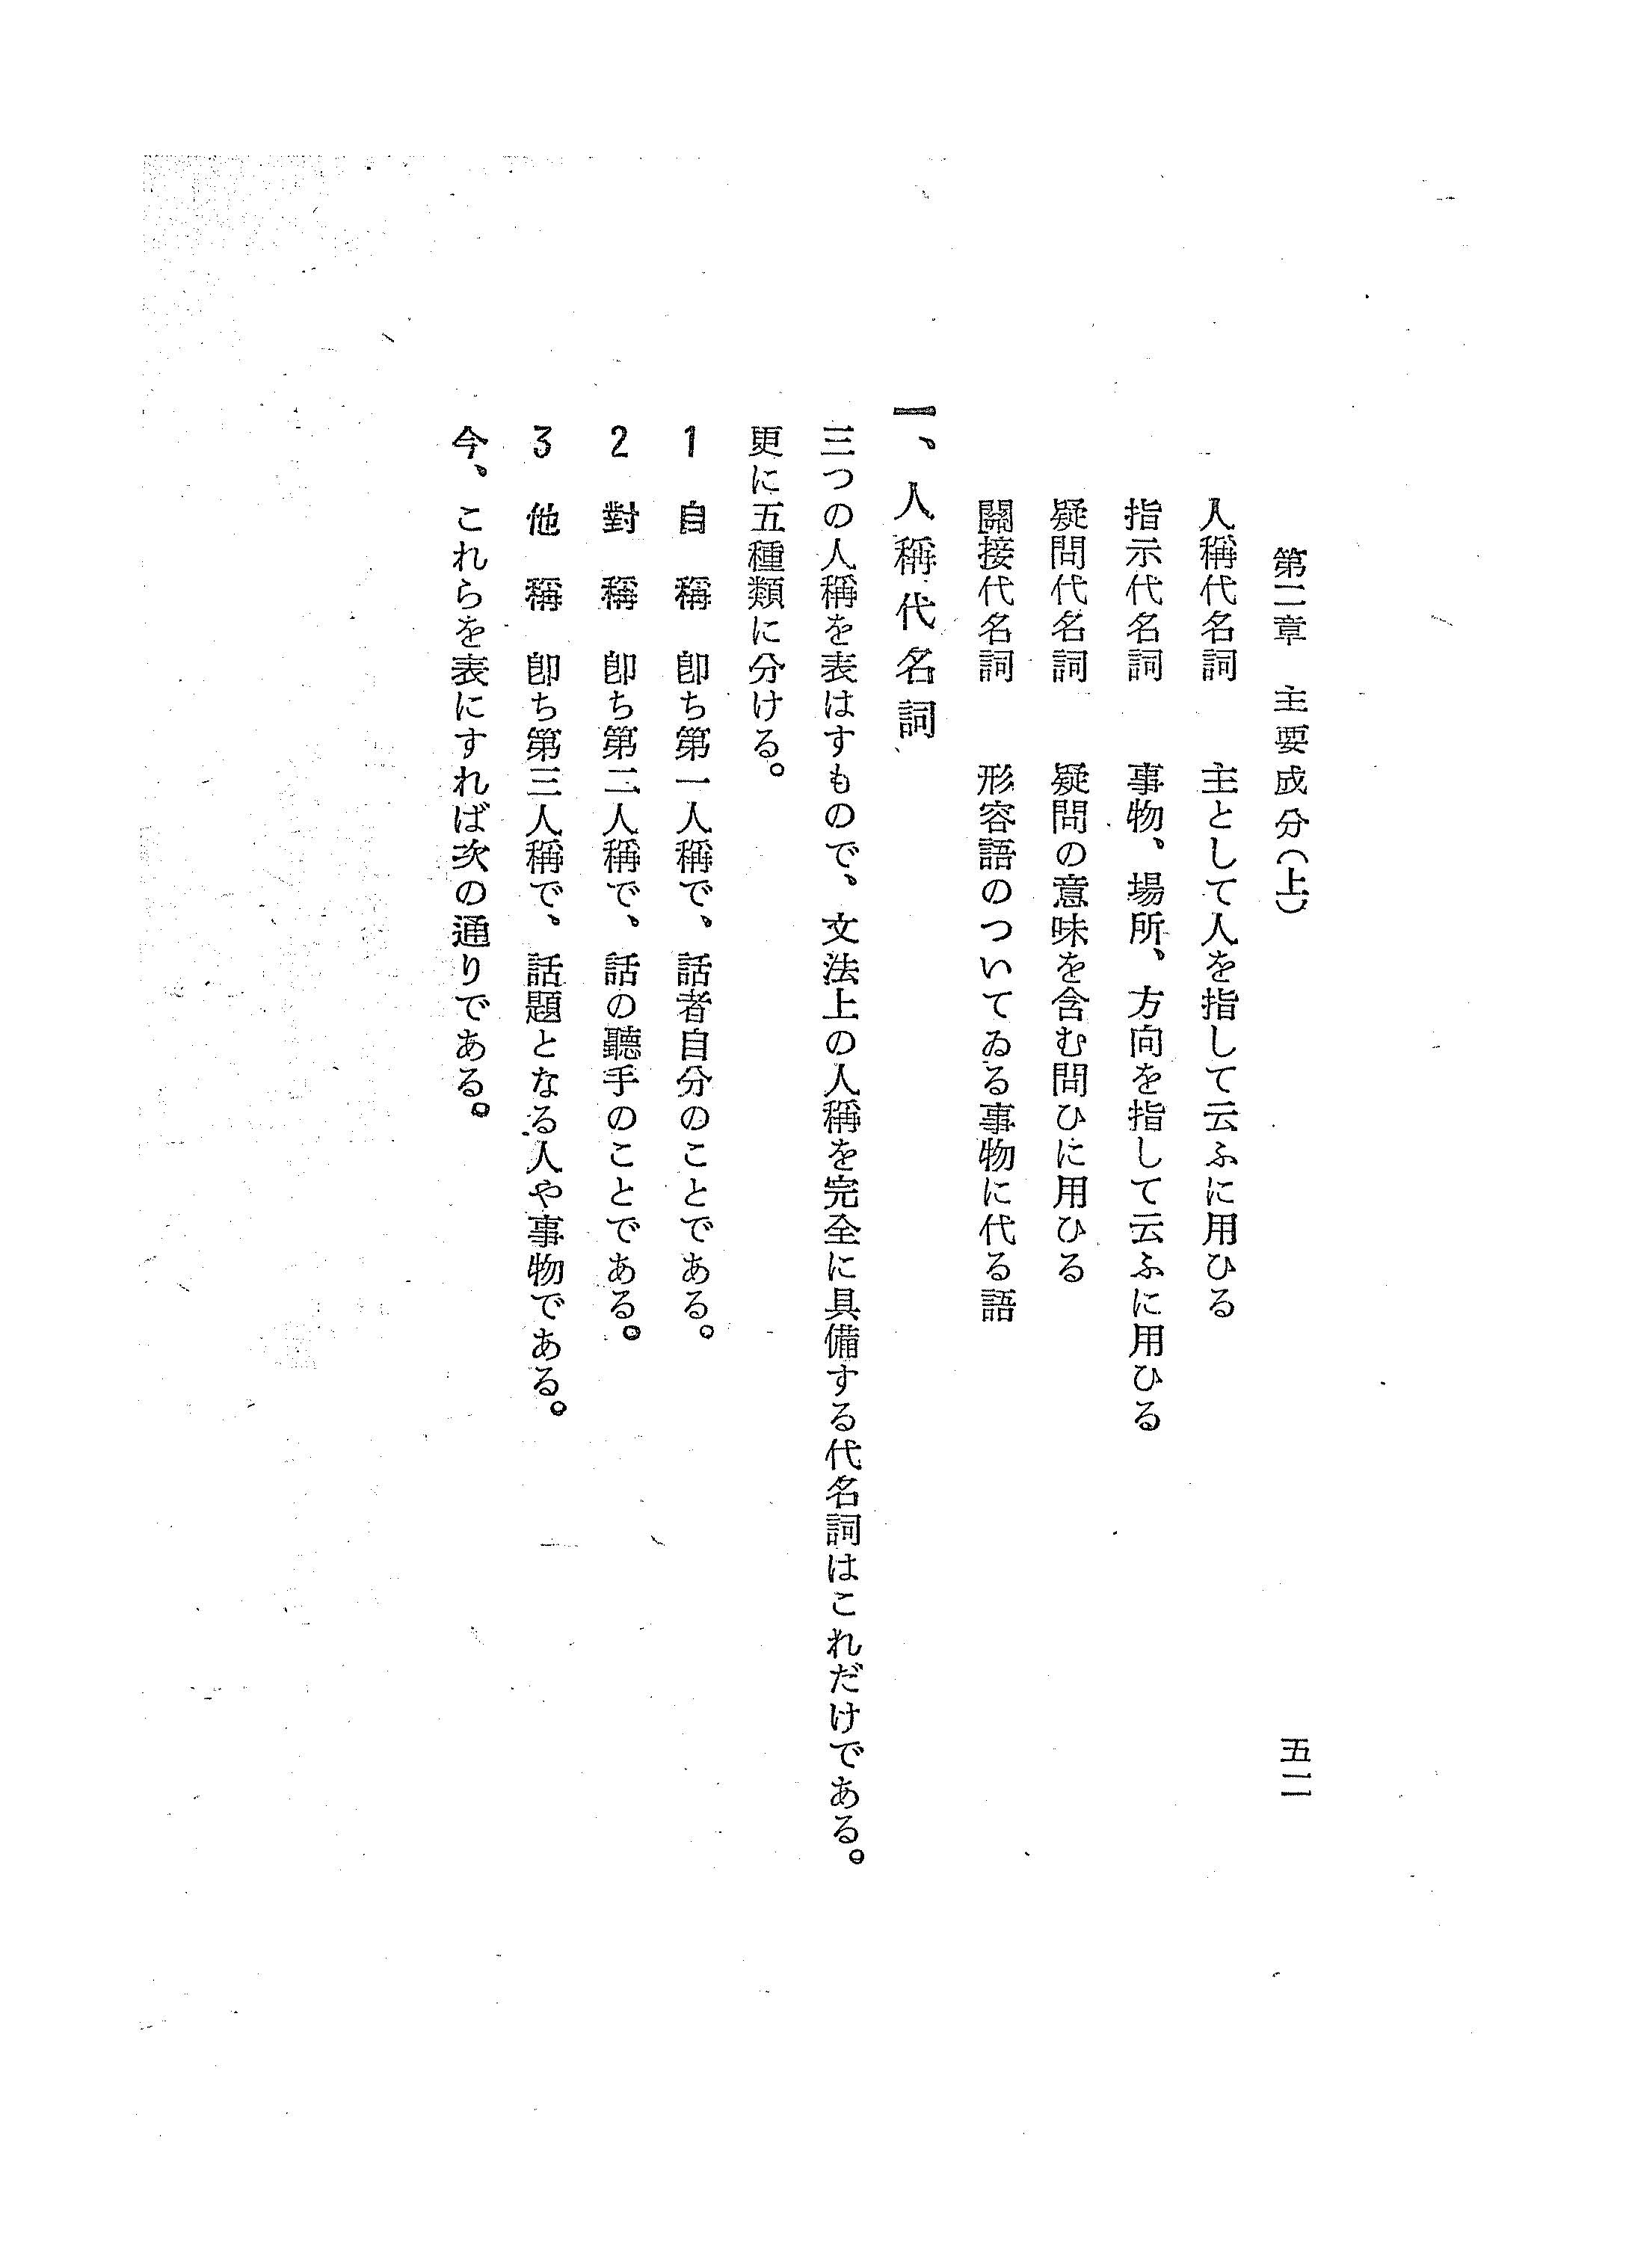 第二章　主要成分（上）
五二
人稱代名詞　主として人を指して云ふに用ひる
指示代名詞　事物、場所、方向を指して云ふに用ひる
疑問代名詞　疑問の意味を含む問ひに用ひる
關接代名詞　形容語のついてゐる事物に代る語
一、人稱代名詞
三つの人稱を表はすもので、文法上の人稱を完全に具備する代名詞はこれだけである。
更に五種類に分ける。
1　自　稱　卽ち第一人稱で、話者自分のことである。
2　對　稱　卽ち第二人稱で、話の聽手のことである。
3　他　稱　卽ち第三人稱で、話題となる人や事物である。
今、これらを表にすれば次の通りである。